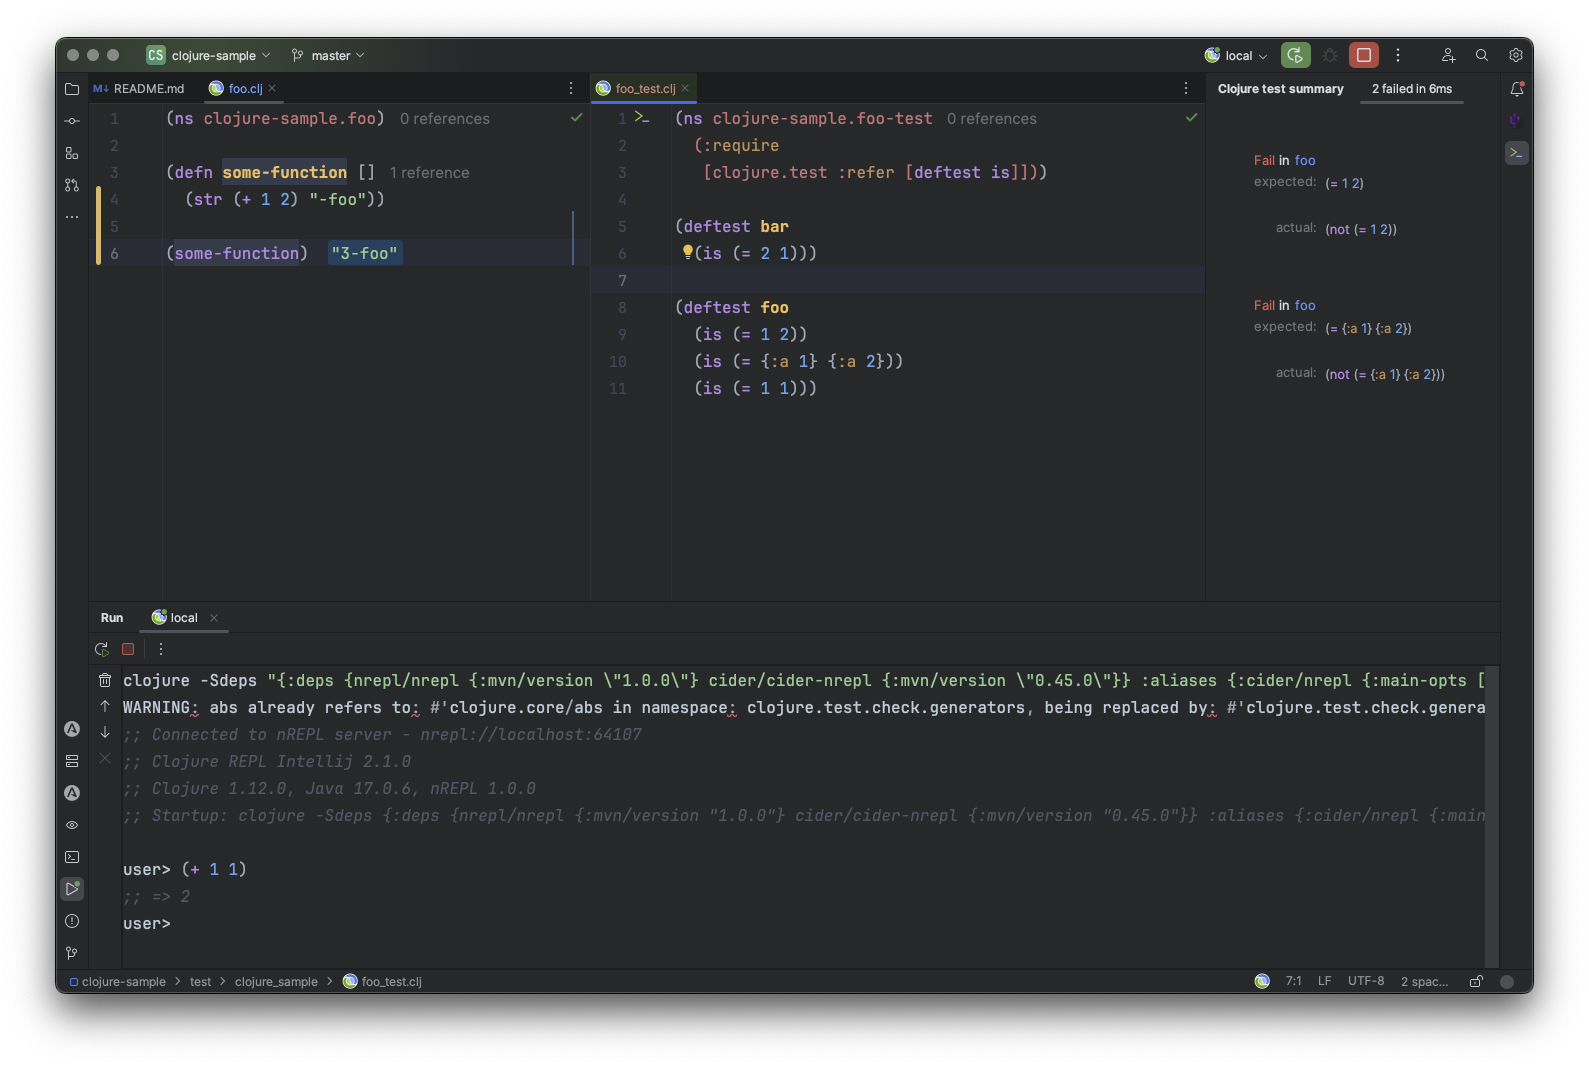 CS clojure-sample master local
M↓ README.md foo.clj
1 (ns clojure-sample.foo) 0 references
2
3 (defn some-function [] 1 reference
4 (str (+ 1 2) "-foo"))
5
6 (some-function) "3-foo"
foo_test.clj
1 (ns clojure-sample.foo-test 0 references
2 (:require
3 [clojure.test :refer [deftest is]]))
4
5 (deftest bar
6 (is (= 2 1)))
7
8 (deftest foo
9 (is (= 1 2))
10 (is (= {:a 1} {:a 2}))
11 (is (= 1 1)))
Clojure test summary 2 failed in 6ms
Fail in foo
expected: (= 1 2)
actual: (not (= 1 2))
Fail in foo
expected: (= {:a 1} {:a 2})
actual: (not (= {:a 1} {:a 2}))
Run local
clojure -Sdeps "{:deps {nrepl/nrepl {:mvn/version \"1.0.0\"} cider/cider-nrepl {:mvn/version \"0.45.0\"}} :aliases {:cider/nrepl {:main-opts [
WARNING: abs already refers to: #'clojure.core/abs in namespace: clojure.test.check.generators, being replaced by: #'clojure.test.check.genera
;; Connected to nREPL server - nrepl://localhost:64107
;; Clojure REPL Intellij 2.1.0
;; Clojure 1.12.0, Java 17.0.6, nREPL 1.0.0
;; Startup: clojure -Sdeps {:deps {nrepl/nrepl {:mvn/version "1.0.0"} cider/cider-nrepl {:mvn/version "0.45.0"}} :aliases {:cider/nrepl {:main
user> (+ 1 1)
;; => 2
user>
clojure-sample > test > clojure_sample > foo_test.clj 7:1 LF UTF-8 2 spac...